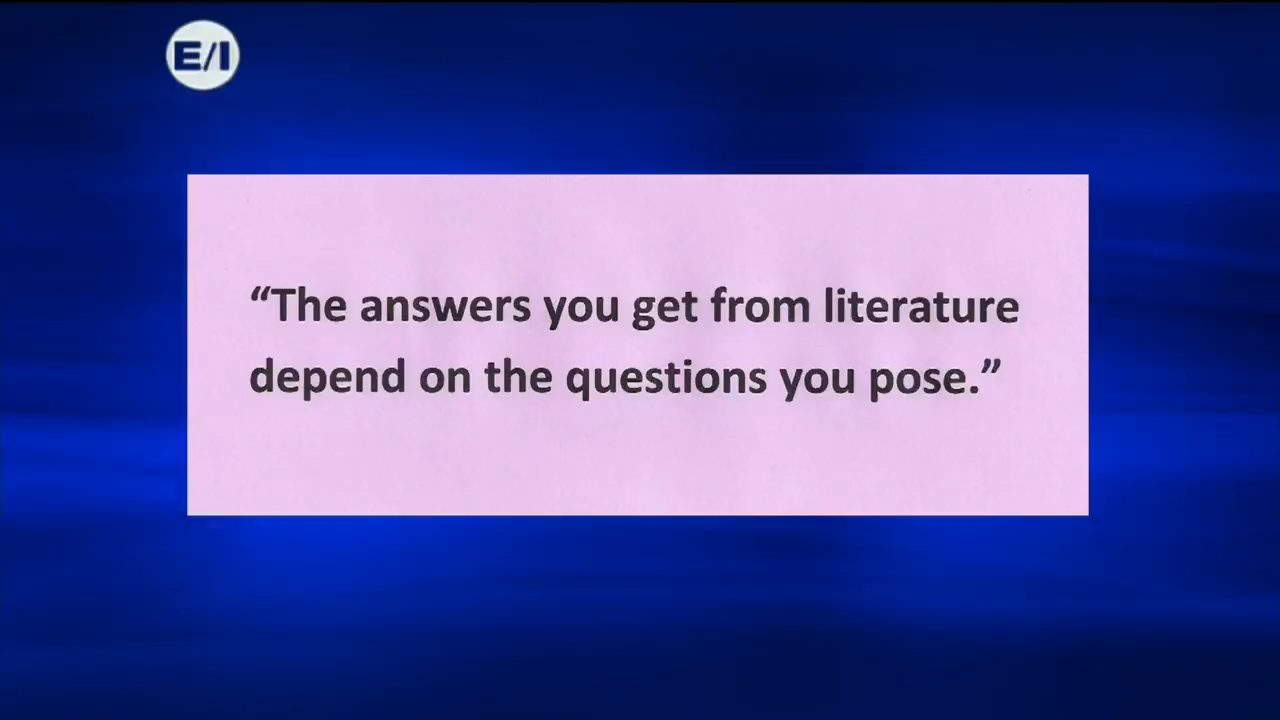 E/I
“The answers you get from literature
depend on the questions you pose.”